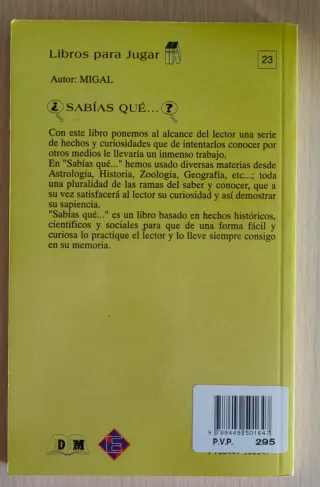 Libros para Jugar
23
Autor: MIGAL
¿ SABÍAS QUÉ... ?
Con este libro ponemos al alcance del lector una serie
de hechos y curiosidades que de intentarlos conocer por
otros medios le llevaría un inmenso trabajo.
En "Sabías que..." hemos usado diversas materias desde
Astrología, Historia, Zoología, Geografía, etc...; toda
una pluralidad de las ramas del saber y conocer, que a
su vez satisfacerá al lector su curiosidad y así demostrar
su sapiencia.
"Sabías qué..." es un libro basado en hechos históricos,
científicos y sociales para que de una forma fácil y
curiosa lo practique el lector y lo lleve siempre consigo
en su memoria.
9 788449 501647
P.V.P. 295
D M
E